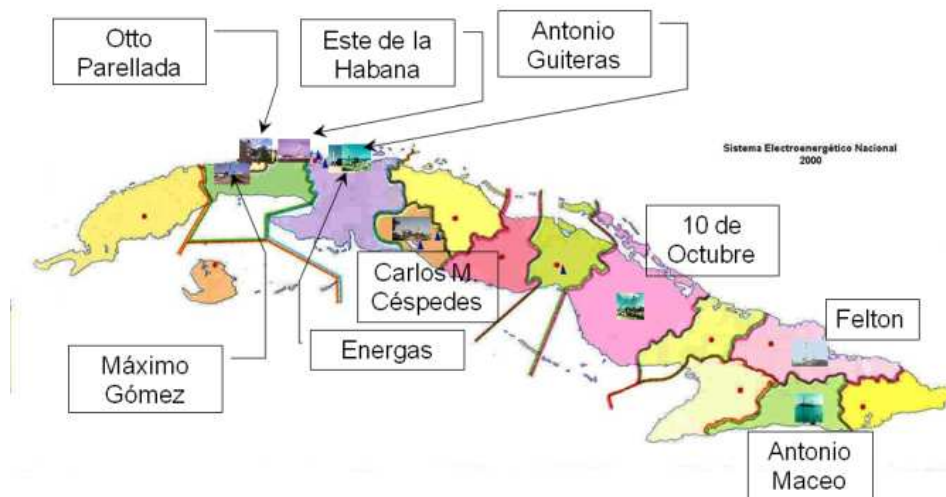 Otto
Parellada
Este de la
Habana
Antonio
Guiteras
Sistema Electroenergético Nacional
2000
10 de
Octubre
Carlos M.
Céspedes
Felton
Máximo
Gómez
Energas
Antonio
Maceo